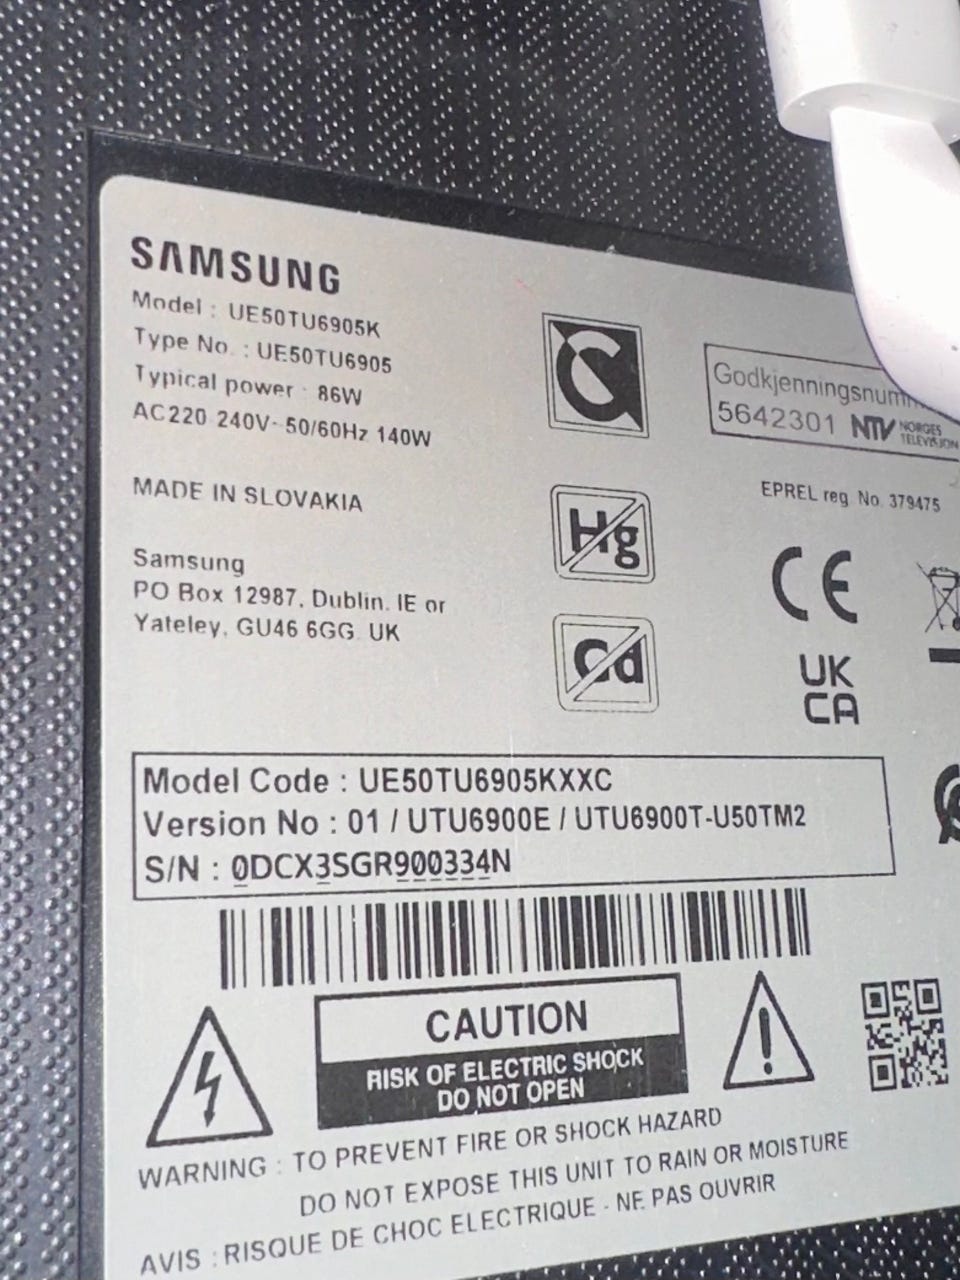 SAMSUNG
Model : UE50TU6905K
Type No. : UE50TU6905
Typical power : 86W
AC220-240V~50/60Hz 140W
MADE IN SLOVAKIA
Samsung
PO Box 12987, Dublin. IE or
Yateley, GU46 6GG. UK
Hg
Cd
5642301 NTV NORGES
TELEVISJON
EPREL reg. No. 379475
CE
UK
CA
Model Code : UE50TU6905KXXC
Version No : 01 / UTU6900E / UTU6900T-U50TM2
S/N : 0DCX3SGR900334N
CAUTION
RISK OF ELECTRIC SHOCK
DO NOT OPEN
WARNING : TO PREVENT FIRE OR SHOCK HAZARD
DO NOT EXPOSE THIS UNIT TO RAIN OR MOISTURE
AVIS : RISQUE DE CHOC ELECTRIQUE - NE PAS OUVRIR